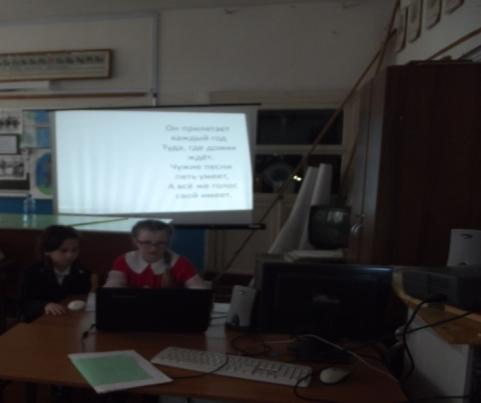 Он прилетает
каждый год
Туда, где домик
ждёт.
Чужие песни
петь умеет,
А всё же голос
свой имеет.